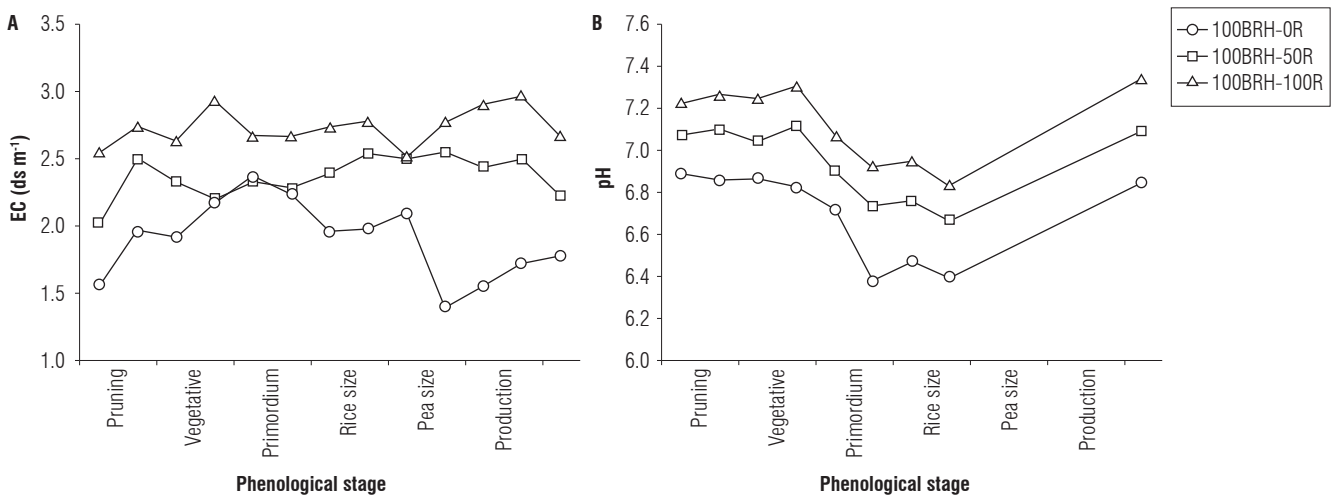 A
EC (ds m⁻¹)
3.5
3.0
2.5
2.0
1.5
1.0
Pruning
Vegetative
Primordium
Rice size
Pea size
Production
Phenological stage
B
pH
7.6
7.4
7.2
7.0
6.8
6.6
6.4
6.2
6.0
Pruning
Vegetative
Primordium
Rice size
Pea size
Production
Phenological stage
100BRH-0R
100BRH-50R
100BRH-100R